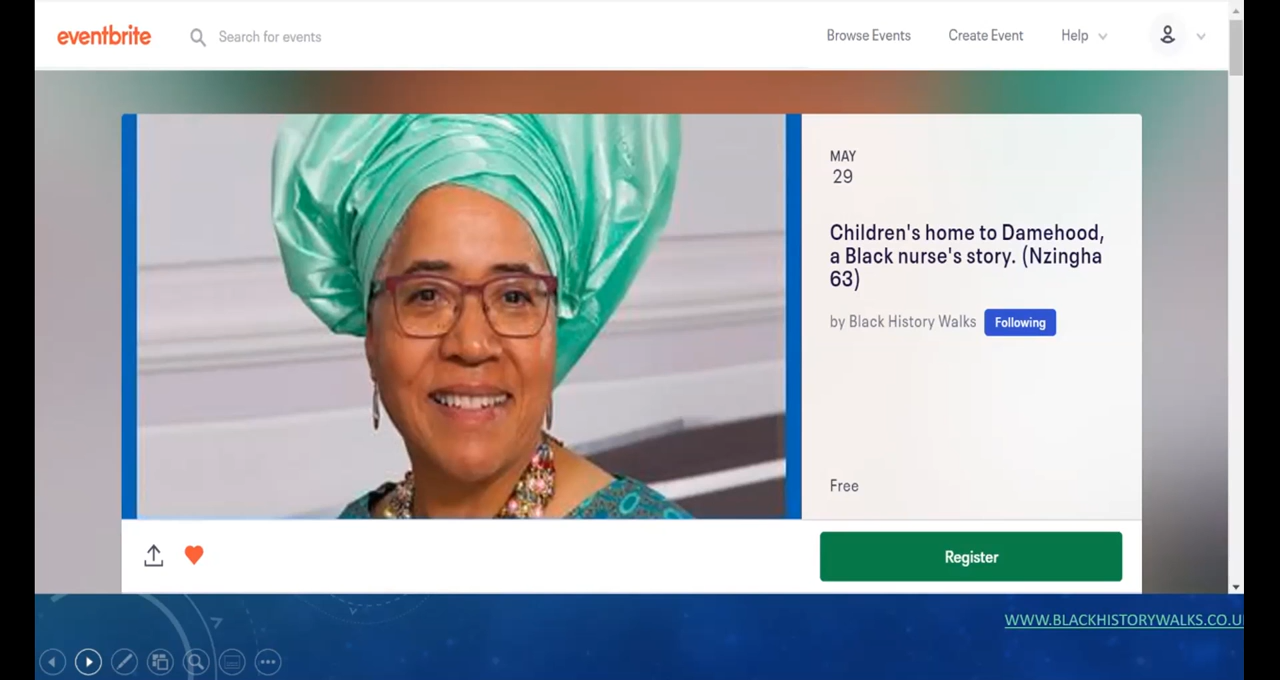 eventbrite
Search for events
Browse Events
Create Event
Help
MAY
29
Children's home to Damehood,
a Black nurse's story. (Nzingha
63)
by Black History Walks
Following
Free
Register
WWW.BLACKHISTORYWALKS.CO.U